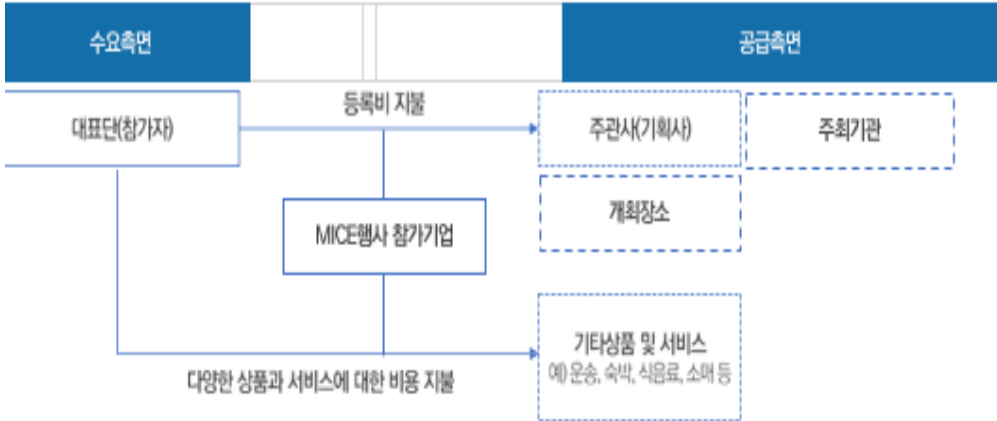 수요측면
공급측면
대표단(참가자)
등록비 지불
주관사(기획사)
주최기관
개최장소
MICE행사 참가기업
기타상품 및 서비스
예) 운송, 숙박, 식음료, 소매 등
다양한 상품과 서비스에 대한 비용 지불